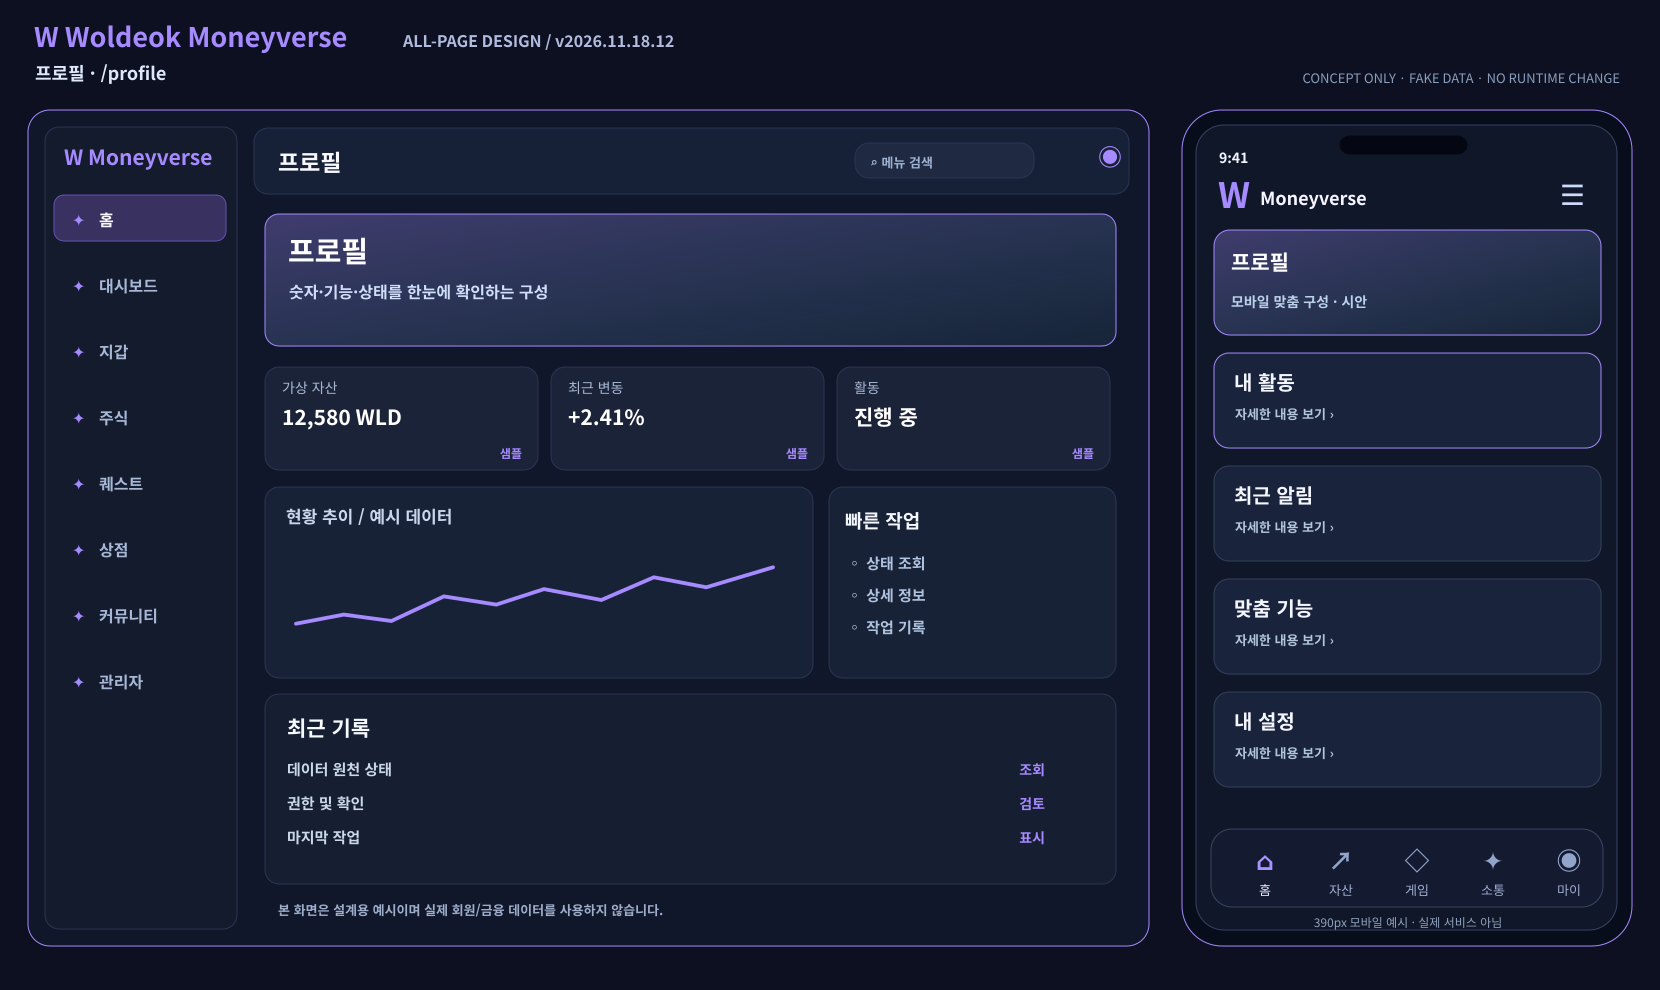 W Woldeok Moneyverse
ALL-PAGE DESIGN / v2026.11.18.12
프로필 · /profile
CONCEPT ONLY · FAKE DATA · NO RUNTIME CHANGE
W Moneyverse
✦ 홈
✦ 대시보드
✦ 지갑
✦ 주식
✦ 퀘스트
✦ 상점
✦ 커뮤니티
✦ 관리자
프로필
⌕ 메뉴 검색
프로필
숫자·기능·상태를 한눈에 확인하는 구성
가상 자산
12,580 WLD
샘플
최근 변동
+2.41%
샘플
활동
진행 중
샘플
현황 추이 / 예시 데이터
빠른 작업
◦ 상태 조회
◦ 상세 정보
◦ 작업 기록
최근 기록
데이터 원천 상태 조회
권한 및 확인 검토
마지막 작업 표시
본 화면은 설계용 예시이며 실제 회원/금융 데이터를 사용하지 않습니다.
9:41
W Moneyverse ☰
프로필
모바일 맞춤 구성 · 시안
내 활동
자세한 내용 보기 ›
최근 알림
자세한 내용 보기 ›
맞춤 기능
자세한 내용 보기 ›
내 설정
자세한 내용 보기 ›
홈 자산 게임 소통 마이
390px 모바일 예시 · 실제 서비스 아님